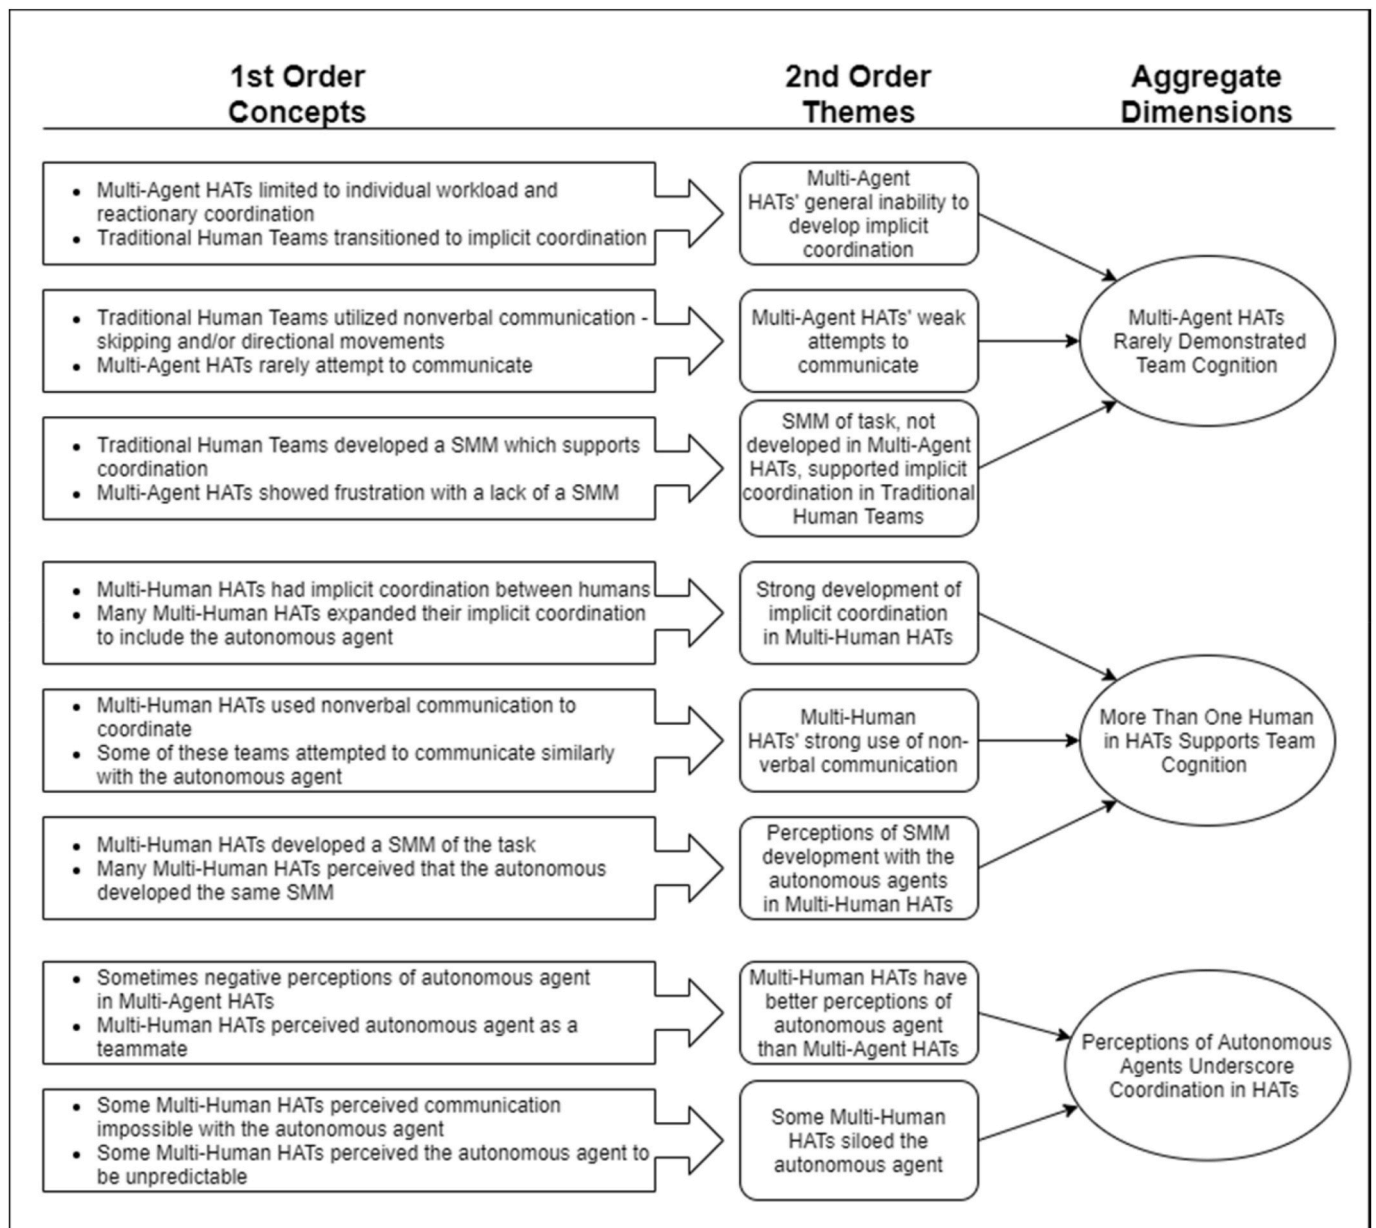 1st Order
Concepts
2nd Order
Themes
Aggregate
Dimensions
• Multi-Agent HATs limited to individual workload and
reactionary coordination
• Traditional Human Teams transitioned to implicit coordination
Multi-Agent
HATs' general inability to
develop implicit
coordination
• Traditional Human Teams utilized nonverbal communication -
skipping and/or directional movements
• Multi-Agent HATs rarely attempt to communicate
Multi-Agent HATs' weak
attempts to
communicate
Multi-Agent HATs
Rarely Demonstrated
Team Cognition
• Traditional Human Teams developed a SMM which supports
coordination
• Multi-Agent HATs showed frustration with a lack of a SMM
SMM of task, not
developed in Multi-Agent
HATs, supported implicit
coordination in Traditional
Human Teams
• Multi-Human HATs had implicit coordination between humans
• Many Multi-Human HATs expanded their implicit coordination
to include the autonomous agent
Strong development of
implicit coordination
in Multi-Human HATs
• Multi-Human HATs used nonverbal communication to
coordinate
• Some of these teams attempted to communicate similarly
with the autonomous agent
Multi-Human
HATs' strong use of non-
verbal communication
More Than One Human
in HATs Supports Team
Cognition
• Multi-Human HATs developed a SMM of the task
• Many Multi-Human HATs perceived that the autonomous
developed the same SMM
Perceptions of SMM
development with the
autonomous agents
in Multi-Human HATs
• Sometimes negative perceptions of autonomous agent
in Multi-Agent HATs
• Multi-Human HATs perceived autonomous agent as a
teammate
Multi-Human HATs have
better perceptions of
autonomous agent
than Multi-Agent HATs
Perceptions of Autonomous
Agents Underscore
Coordination in HATs
• Some Multi-Human HATs perceived communication
impossible with the autonomous agent
• Some Multi-Human HATs perceived the autonomous agent to
be unpredictable
Some Multi-Human
HATs siloed the
autonomous agent